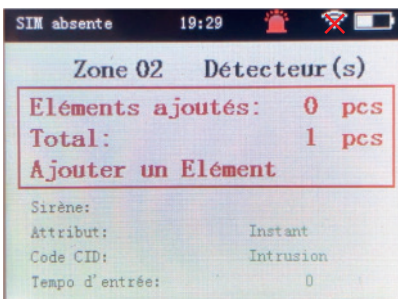 SIM absente 19:29
Zone 02 Détecteur(s)
Eléments ajoutés: 0 pcs
Total: 1 pcs
Ajouter un Elément
Sirène:
Attribut: Instant
Code CID: Intrusion
Tempo d'entrée: 0